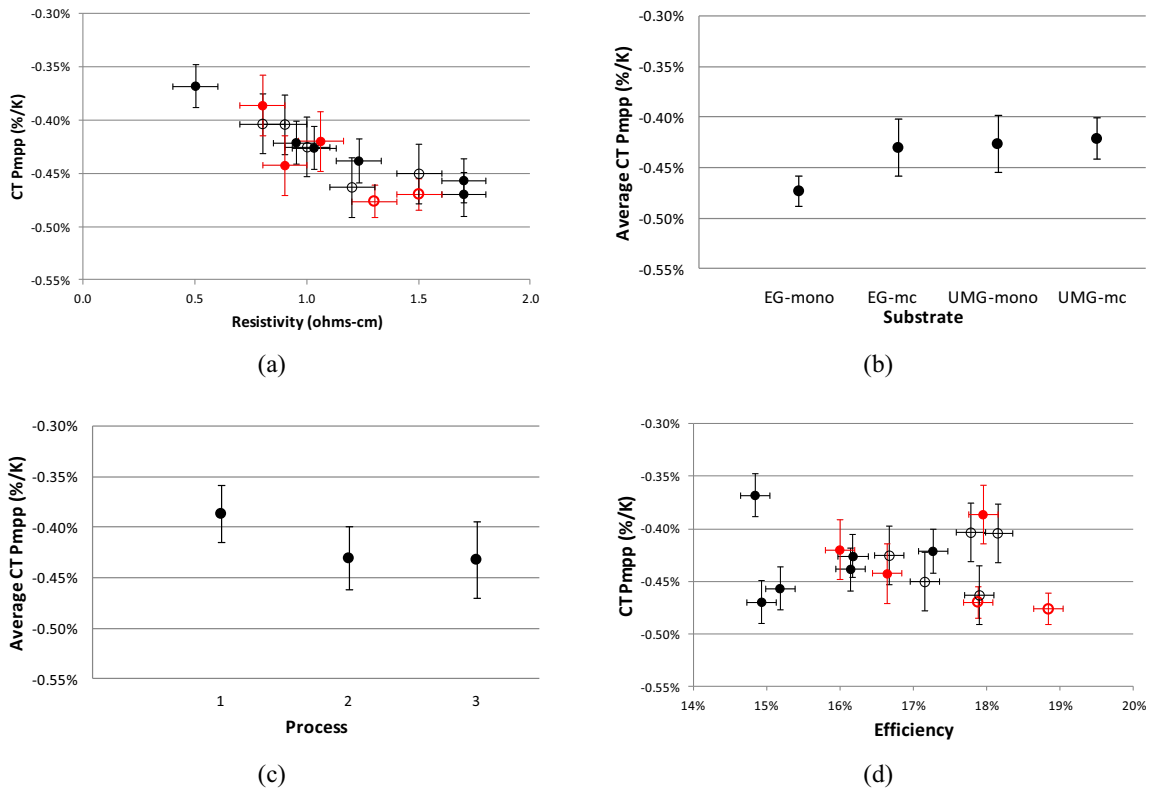 -0.30%
-0.35%
-0.40%
-0.45%
-0.50%
-0.55%
CT Pmpp (%/K)
0.0 0.5 1.0 1.5 2.0
Resistivity (ohms-cm)
(a)
-0.30%
-0.35%
-0.40%
-0.45%
-0.50%
-0.55%
Average CT Pmpp (%/K)
EG-mono EG-mc UMG-mono UMG-mc
Substrate
(b)
-0.30%
-0.35%
-0.40%
-0.45%
-0.50%
-0.55%
Average CT Pmpp (%/K)
1 2 3
Process
(c)
-0.30%
-0.35%
-0.40%
-0.45%
-0.50%
-0.55%
CT Pmpp (%/K)
14% 15% 16% 17% 18% 19% 20%
Efficiency
(d)